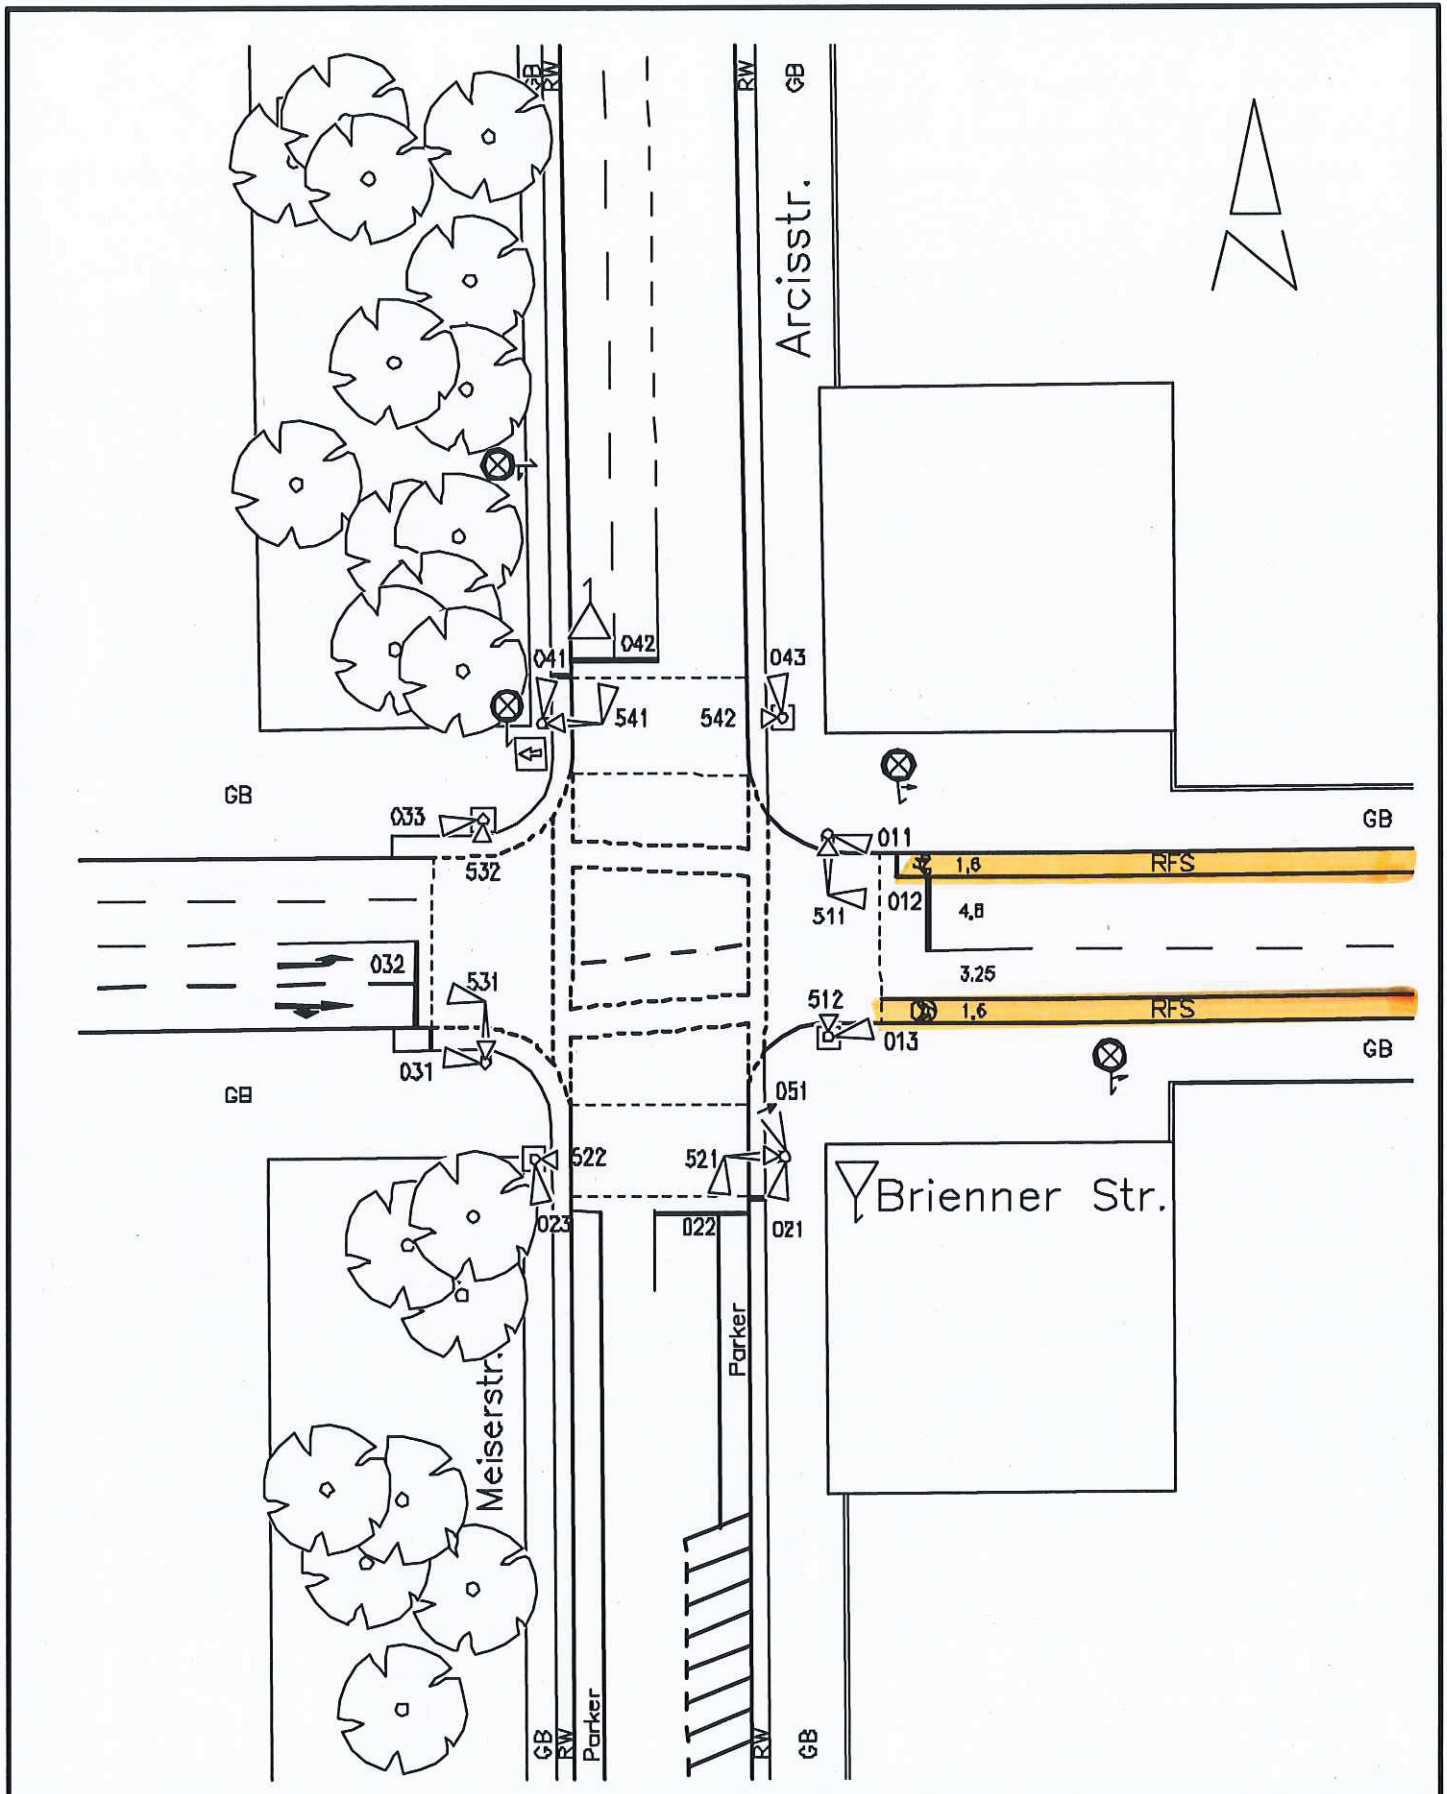 GB
RW
RW
GB
Arcisstr.
N
1
041
042
043
541
542
GB
033
532
011
GB
1,6
RFS
012
511
4,8
032
531
3.25
512
1,6
RFS
013
031
GB
GB
051
522
521
023
022
021
Brienner Str.
Parker
Meiserstr.
GB
RW
Parker
RW
GB